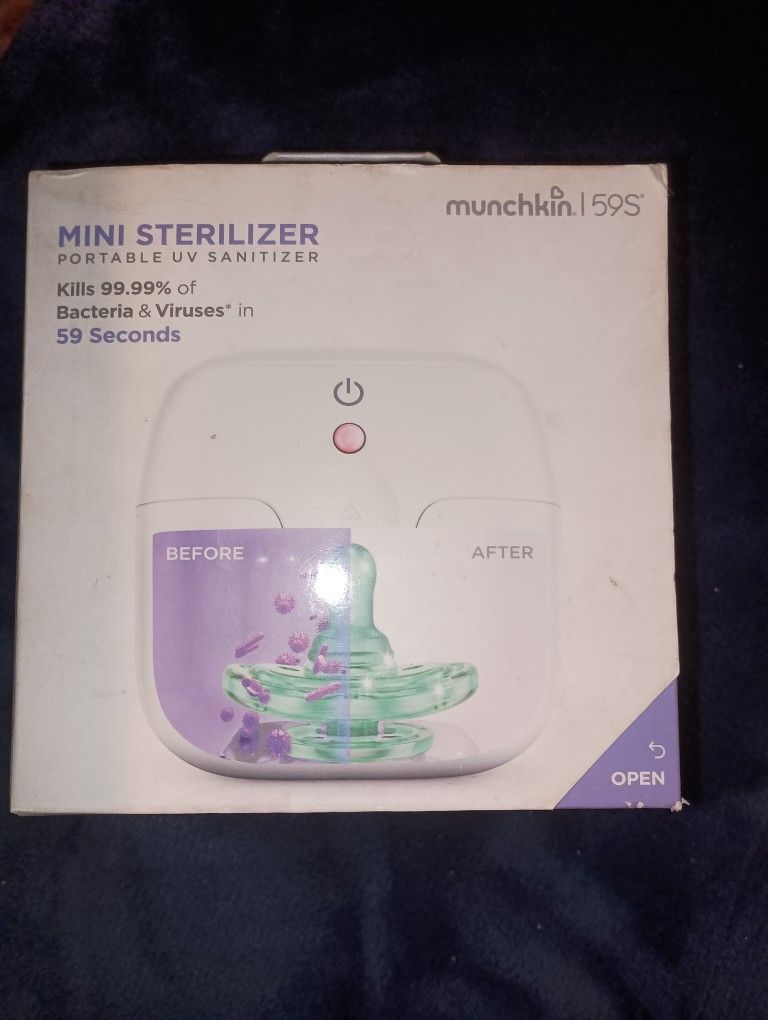 munchkin. | 59S®
MINI STERILIZER
PORTABLE UV SANITIZER
Kills 99.99% of
Bacteria & Viruses* in
59 Seconds
BEFORE
AFTER
OPEN